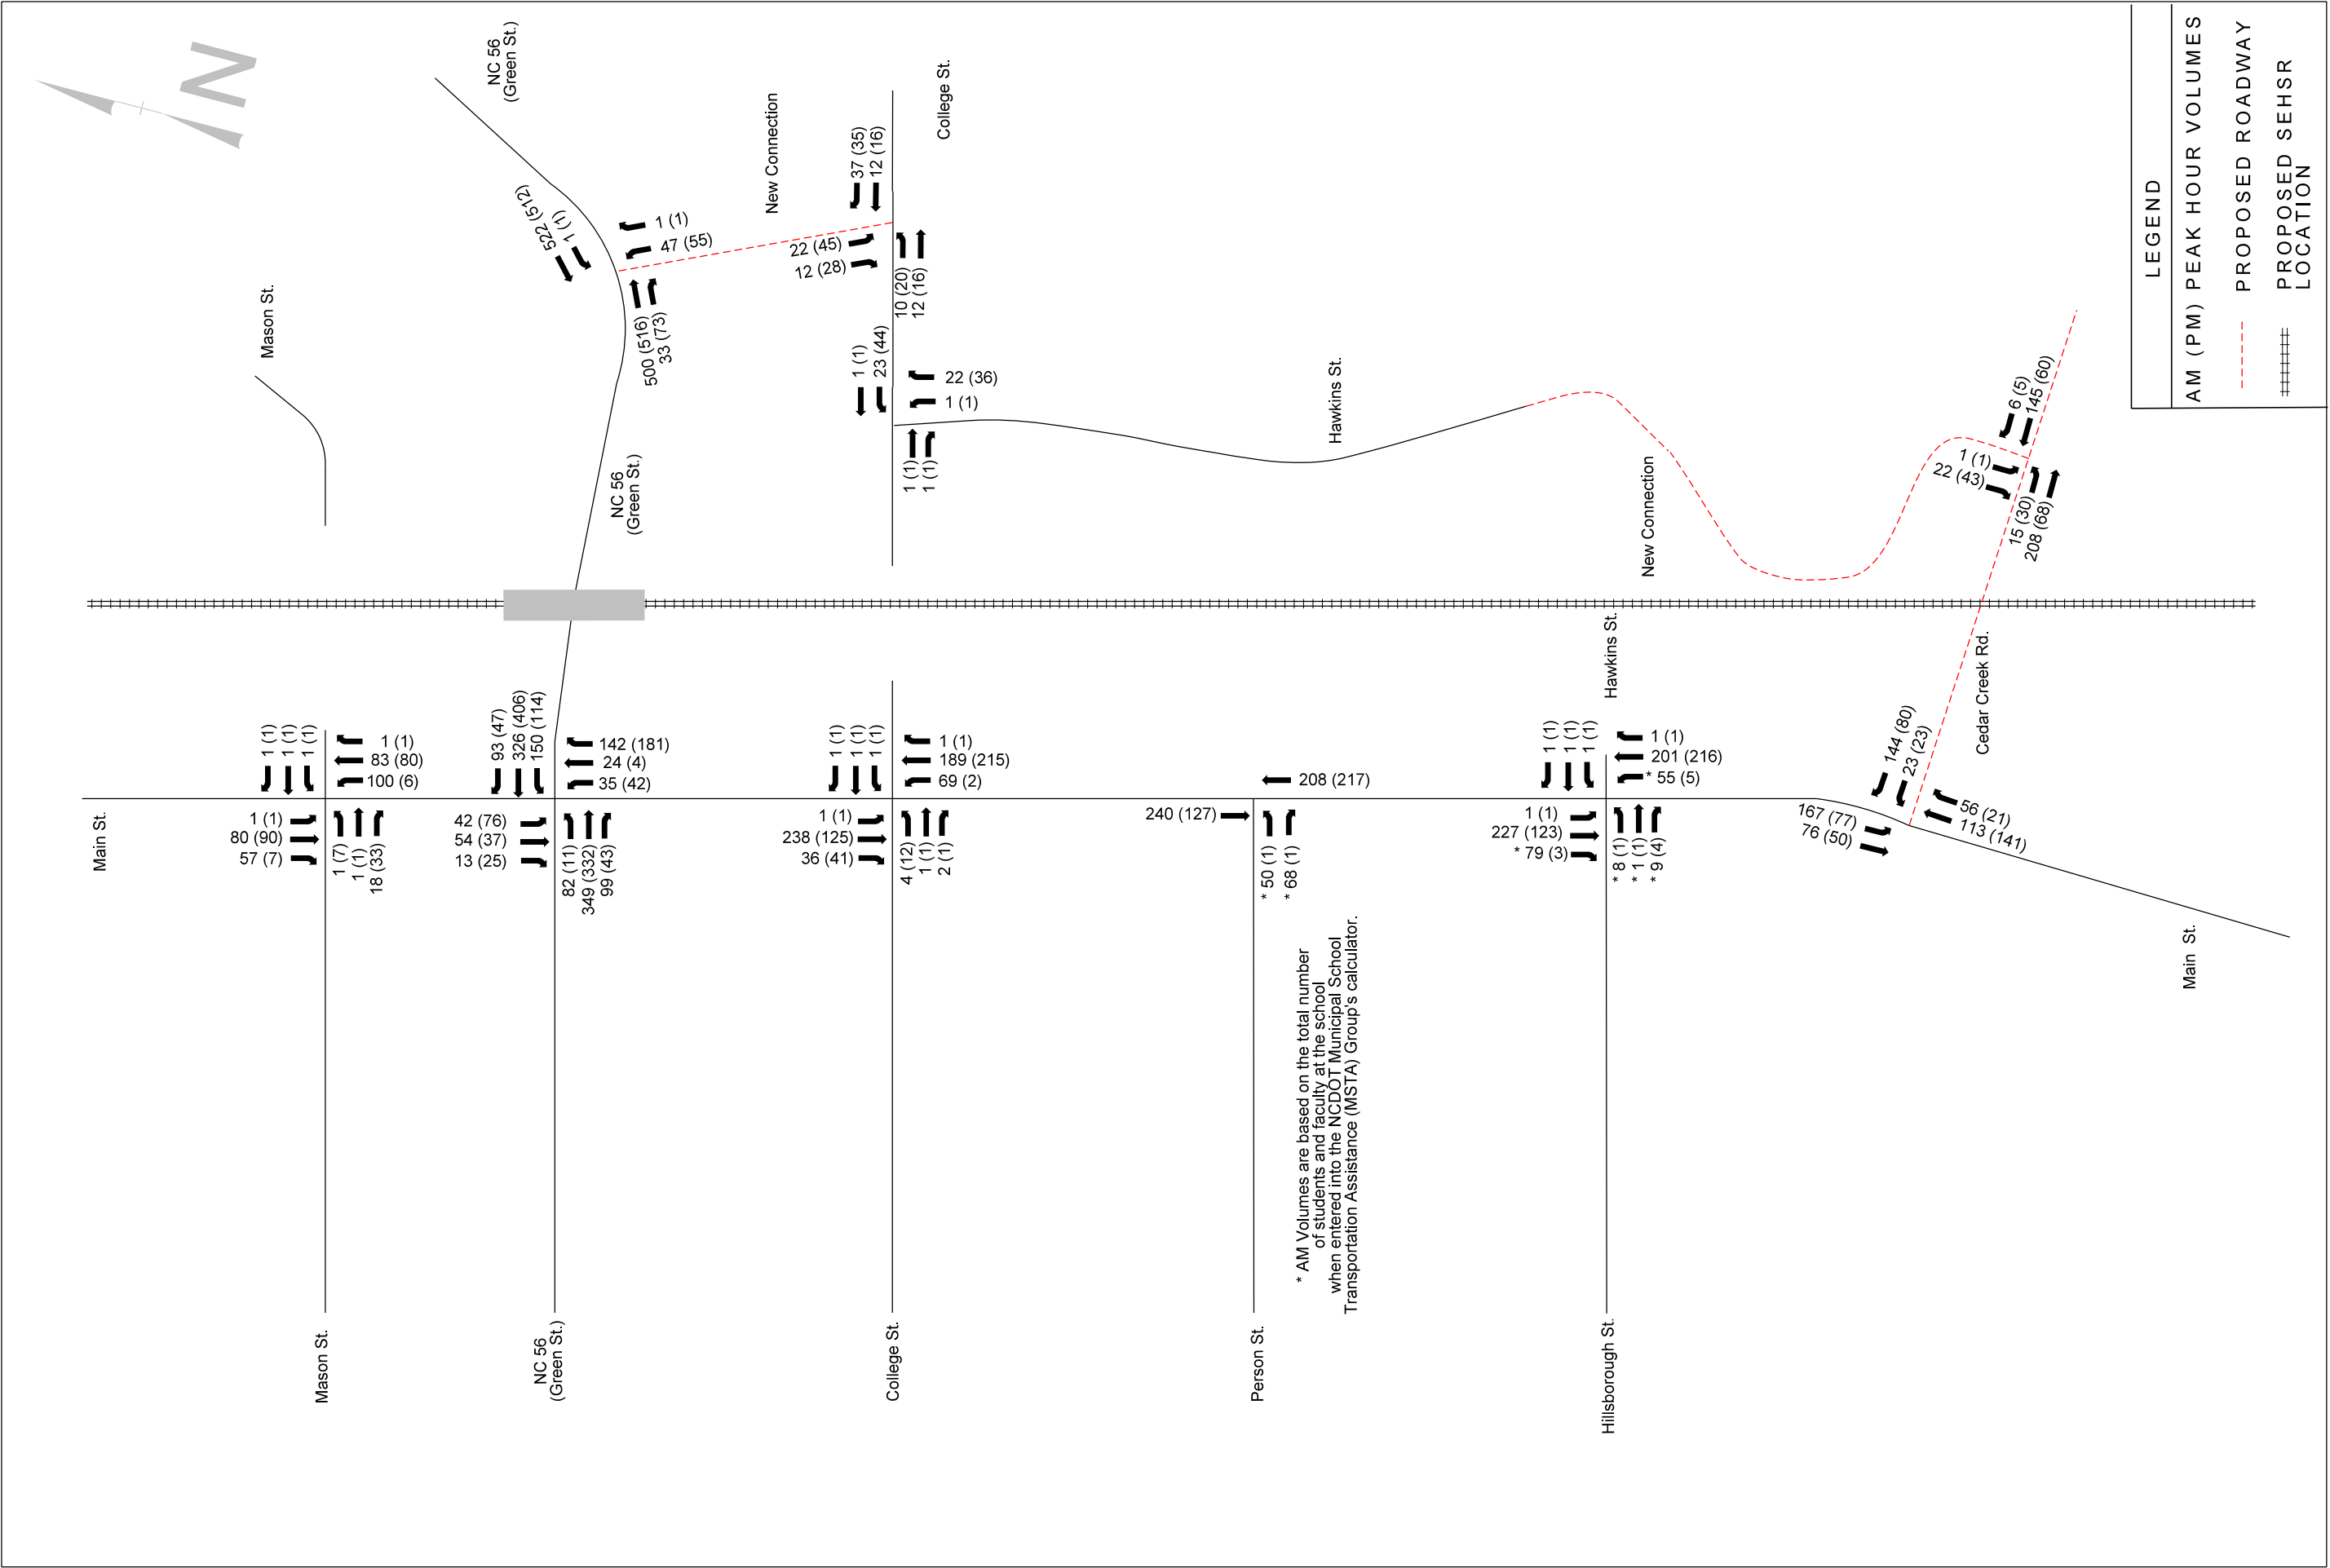 N
NC 56
(Green St.)
New Connection
College St.
Mason St.
522 (512)
1 (1)
1 (1)
47 (55)
500 (516)
33 (73)
37 (35)
12 (16)
22 (45)
12 (28)
10 (20)
12 (16)
1 (1)
23 (44)
22 (36)
1 (1)
1 (1)
1 (1)
NC 56
(Green St.)
Hawkins St.
New Connection
6 (5)
145 (60)
1 (1)
22 (43)
15 (30)
208 (68)
LEGEND
AM (PM) PEAK HOUR VOLUMES
PROPOSED ROADWAY
PROPOSED SEHSR
LOCATION
Hawkins St.
Cedar Creek Rd.
Main St.
1 (1)
1 (1)
1 (1)
1 (1)
83 (80)
100 (6)
1 (1)
80 (90)
57 (7)
1 (7)
1 (1)
18 (33)
93 (47)
326 (406)
150 (114)
142 (181)
24 (4)
35 (42)
42 (76)
54 (37)
13 (25)
82 (11)
349 (332)
99 (43)
1 (1)
1 (1)
1 (1)
1 (1)
189 (215)
69 (2)
1 (1)
238 (125)
36 (41)
4 (12)
1 (1)
2 (1)
208 (217)
240 (127)
* 50 (1)
* 68 (1)
1 (1)
1 (1)
1 (1)
1 (1)
201 (216)
* 55 (5)
1 (1)
227 (123)
* 79 (3)
* 8 (1)
* 1 (1)
* 9 (4)
144 (80)
23 (23)
167 (77)
76 (50)
56 (21)
113 (141)
Main St.
* AM Volumes are based on the total number
of students and faculty at the school
when entered into the NCDOT Municipal School
Transportation Assistance (MSTA) Group's calculator.
Mason St.
NC 56
(Green St.)
College St.
Person St.
Hillsborough St.